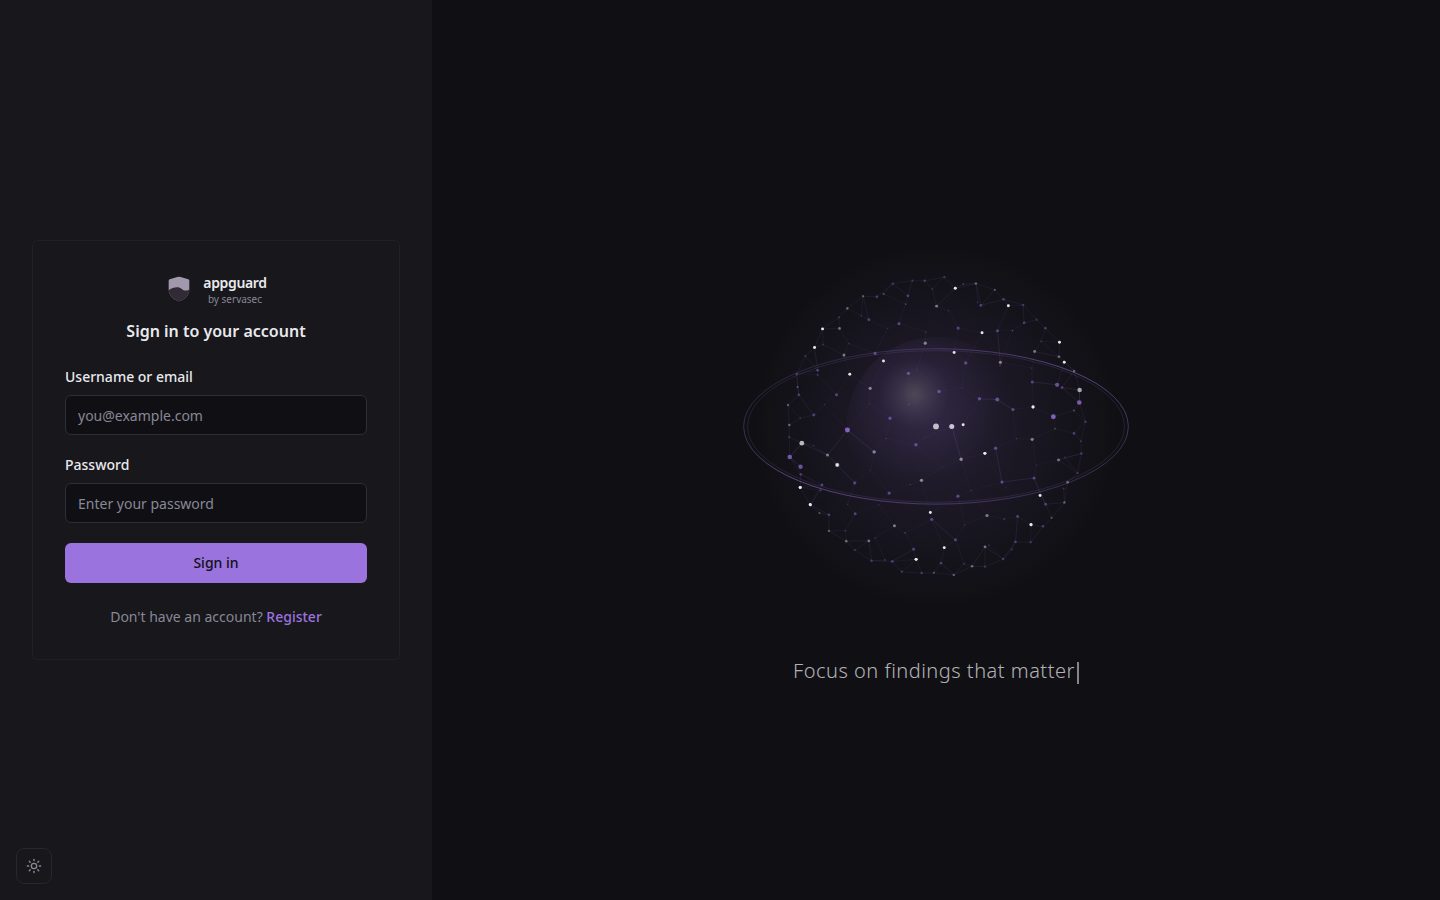 appguard
by servasec
Sign in to your account
Username or email
you@example.com
Password
Enter your password
Sign in
Don't have an account? Register
Focus on findings that matter